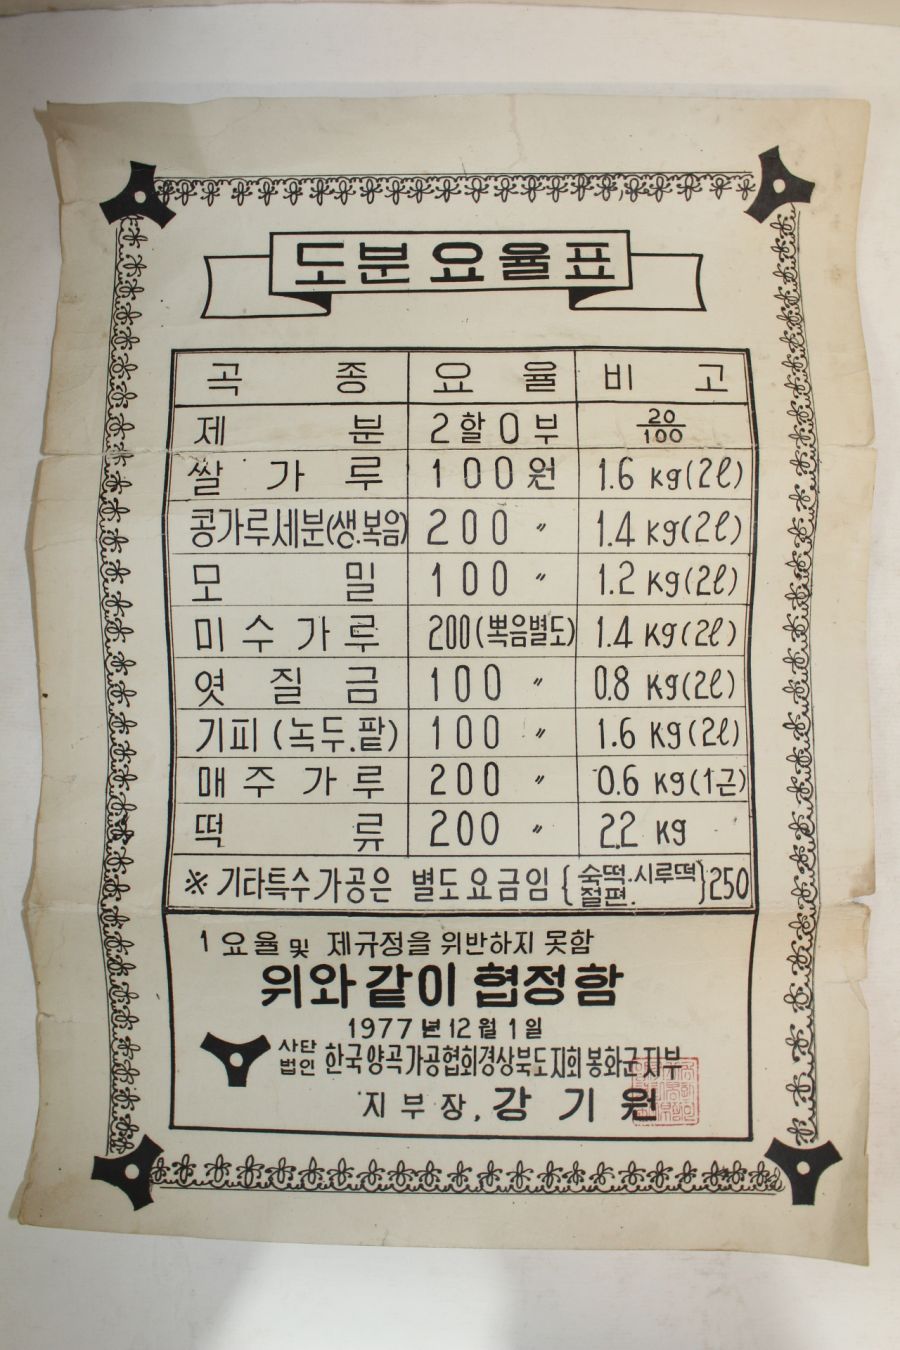 도분요율표
곡종 요율 비고
제분 2할0부 20/100
쌀가루 100원 1.6 kg(2ℓ)
콩가루세분(생.볶음) 200 〃 1.4 kg(2ℓ)
모밀 100 〃 1.2 kg(2ℓ)
미수가루 200(뽁음별도) 1.4 kg(2ℓ)
엿질금 100 〃 0.8 kg(2ℓ)
기피(녹두.팥) 100 〃 1.6 kg(2ℓ)
매주가루 200 〃 0.6 kg(1근)
떡류 200 〃 2.2 kg
※ 기타특수가공은 별도요금임 {숙떡.시루떡 절편.}250
1 요율및 제규정을 위반하지 못함
위와같이 협정함
1977년 12월 1일
사단법인 한국양곡가공협회경상북도지회봉화군지부
지부장, 강기원